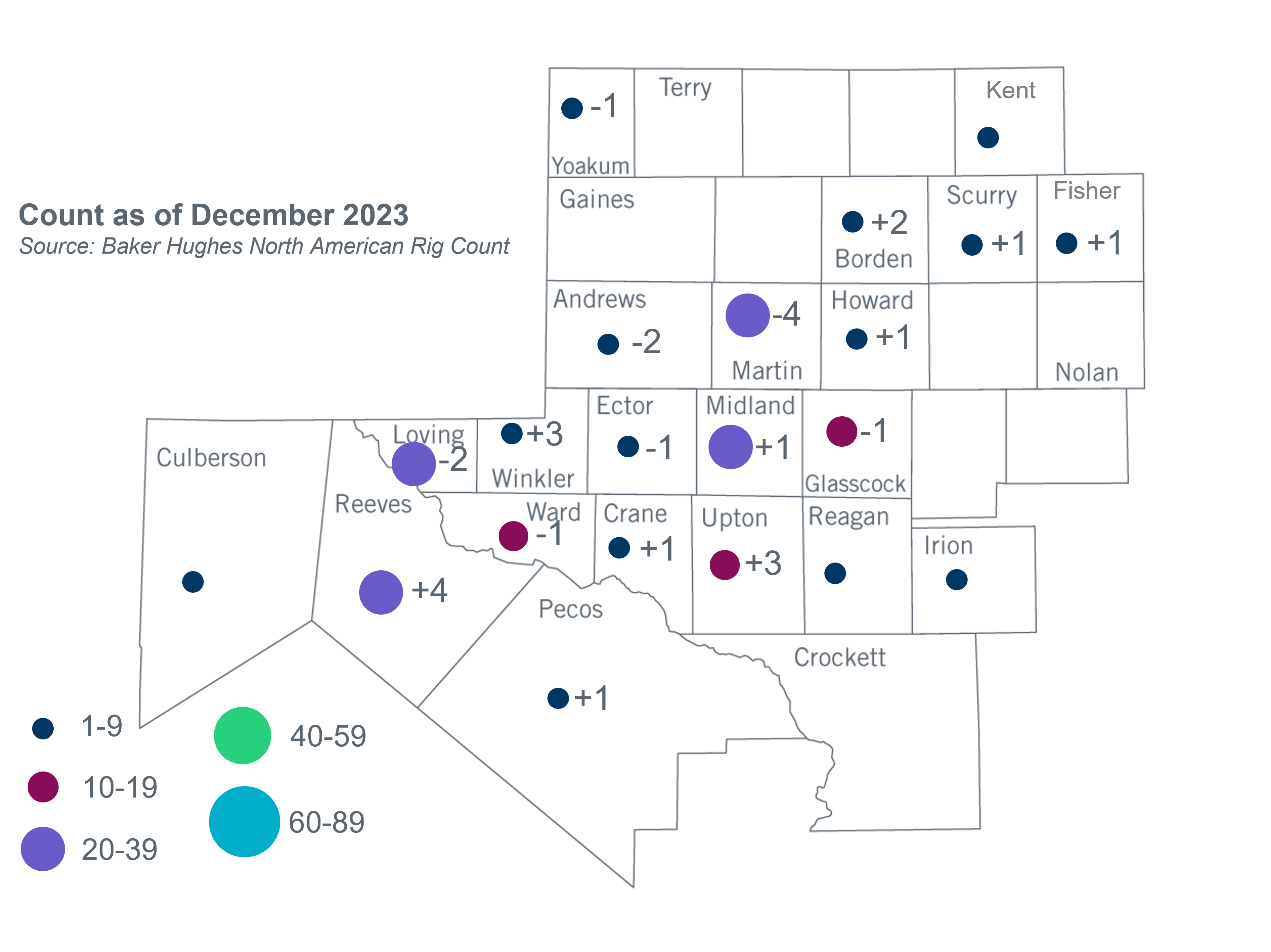 Terry
Kent
-1
Yoakum
Count as of December 2023
Source: Baker Hughes North American Rig Count
Gaines
Scurry
Fisher
+2
+1
+1
Borden
Andrews
Howard
-4
-2
+1
Martin
Nolan
Ector
Midland
Loving
+3
-1
Culberson
-2
-1
+1
Winkler
Glasscock
Reeves
Ward
Crane
Upton
Reagan
-1
+1
Irion
+3
+4
Pecos
Crockett
+1
1-9
40-59
10-19
60-89
20-39